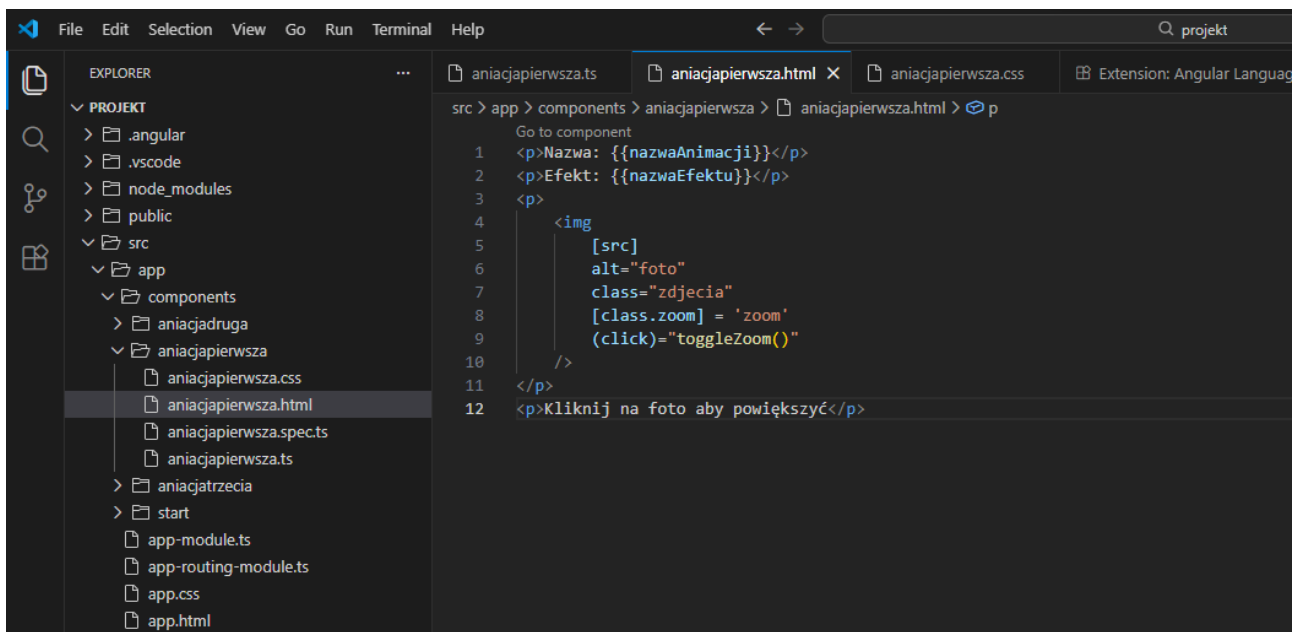 File Edit Selection View Go Run Terminal Help
projekt
EXPLORER
aniacjapierwsza.ts
aniacjapierwsza.html
aniacjapierwsza.css
Extension: Angular Languag
PROJEKT
.angular
.vscode
node_modules
public
src
app
components
aniacjadruga
aniacjapierwsza
aniacjapierwsza.css
aniacjapierwsza.html
aniacjapierwsza.spec.ts
aniacjapierwsza.ts
aniacjatrzecia
start
app-module.ts
app-routing-module.ts
app.css
app.html
src > app > components > aniacjapierwsza > aniacjapierwsza.html > p
Go to component
1 <p>Nazwa: {{nazwaAnimacji}}</p>
2 <p>Efekt: {{nazwaEfektu}}</p>
3 <p>
4 <img
5 [src]
6 alt="foto"
7 class="zdjecia"
8 [class.zoom] = 'zoom'
9 (click)="toggleZoom()"
10 />
11 </p>
12 <p>Kliknij na foto aby powiększyć</p>